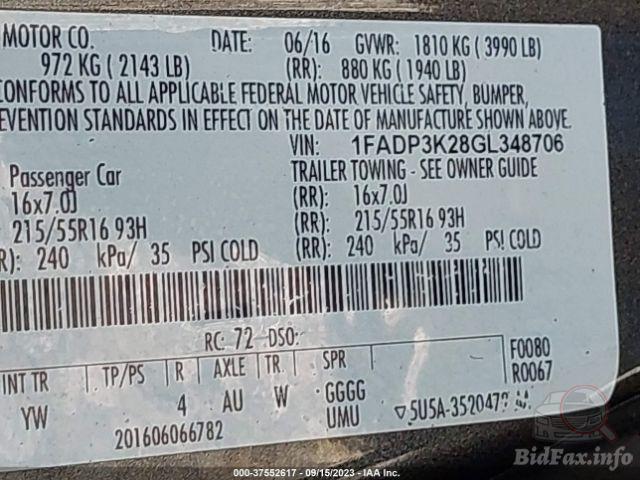 MOTOR CO. DATE: 06/16 GVWR: 1810 KG ( 3990 LB)
972 KG ( 2143 LB) (RR): 880 KG ( 1940 LB)
CONFORMS TO ALL APPLICABLE FEDERAL MOTOR VEHICLE SAFETY, BUMPER,
EVENTION STANDARDS IN EFFECT ON THE DATE OF MANUFACTURE SHOWN ABOVE.
VIN: 1FADP3K28GL348706
Passenger Car TRAILER TOWING - SEE OWNER GUIDE
16x7.0J (RR): 16x7.0J
215/55R16 93H (RR): 215/55R16 93H
R): 240 kPa/ 35 PSI COLD (RR): 240 kPa/ 35 PSI COLD
RC: 72 DSO:
F0080
R0067
INT TR TP/PS R AXLE TR SPR
YW 4 AU W GGGG
UMU
201606066782
5U5A-3520472
BidFax.info
000-37552617 - 09/15/2023 - IAA Inc.